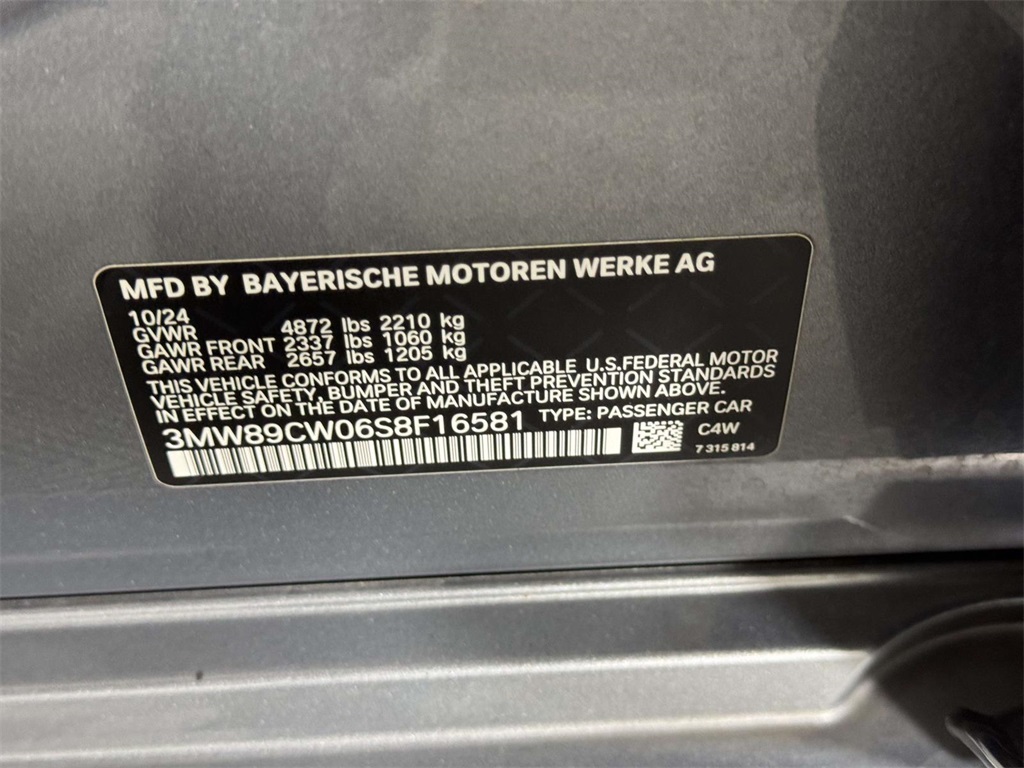 MFD BY BAYERISCHE MOTOREN WERKE AG
10/24
GVWR 4872 lbs 2210 kg
GAWR FRONT 2337 lbs 1060 kg
GAWR REAR 2657 lbs 1205 kg
THIS VEHICLE CONFORMS TO ALL APPLICABLE U.S.FEDERAL MOTOR
VEHICLE SAFETY, BUMPER AND THEFT PREVENTION STANDARDS
IN EFFECT ON THE DATE OF MANUFACTURE SHOWN ABOVE.
3MW89CW06S8F16581 TYPE: PASSENGER CAR
C4W
7 315 814